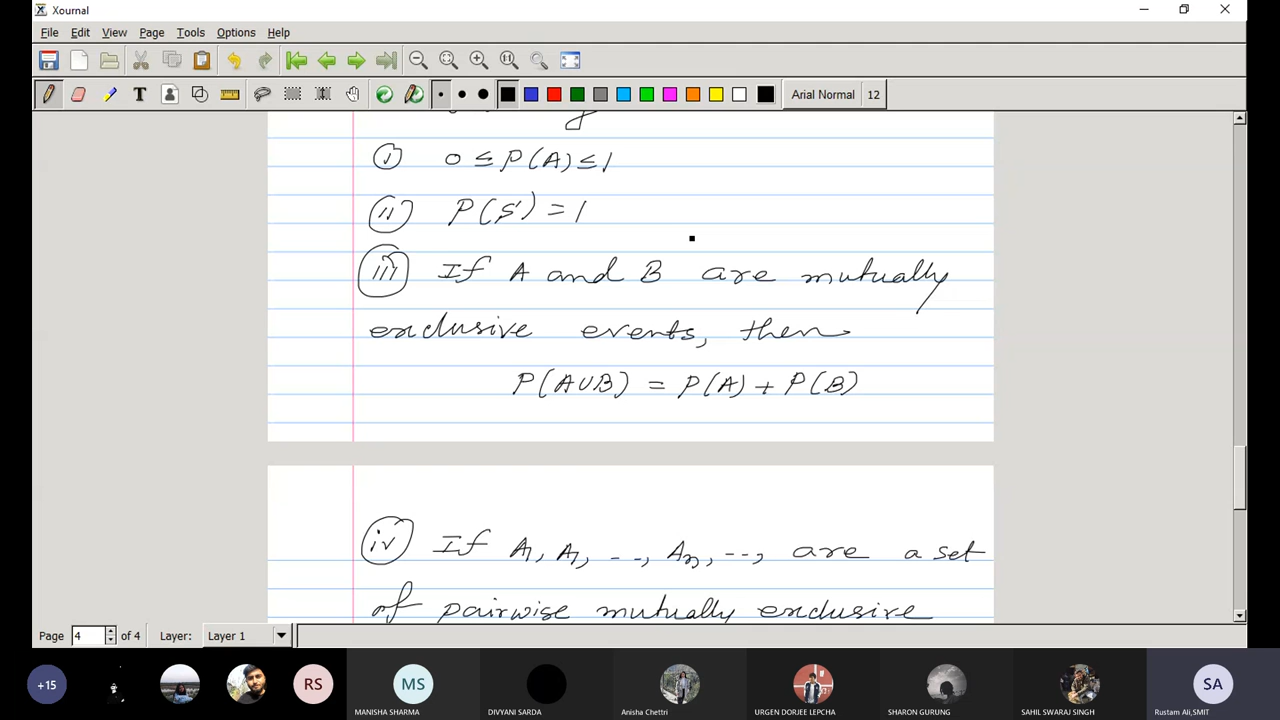 Xournal
File Edit View Page Tools Options Help
Arial Normal 12
(i) 0 ≤ P(A) ≤ 1
(ii) P(S) = 1
(iii) If A and B are mutually
exclusive events, then
P(A∪B) = P(A) + P(B)
(iv) If A1, A2, --, An, --, are a set
of pairwise mutually exclusive
Page 4 of 4 Layer: Layer 1
+15 RS MS SA
MANISHA SHARMA DIVYANI SARDA Anisha Chettri URGEN DORJEE LEPCHA SHARON GURUNG SAHIL SWARAJ SINGH Rustam Ali,SMIT